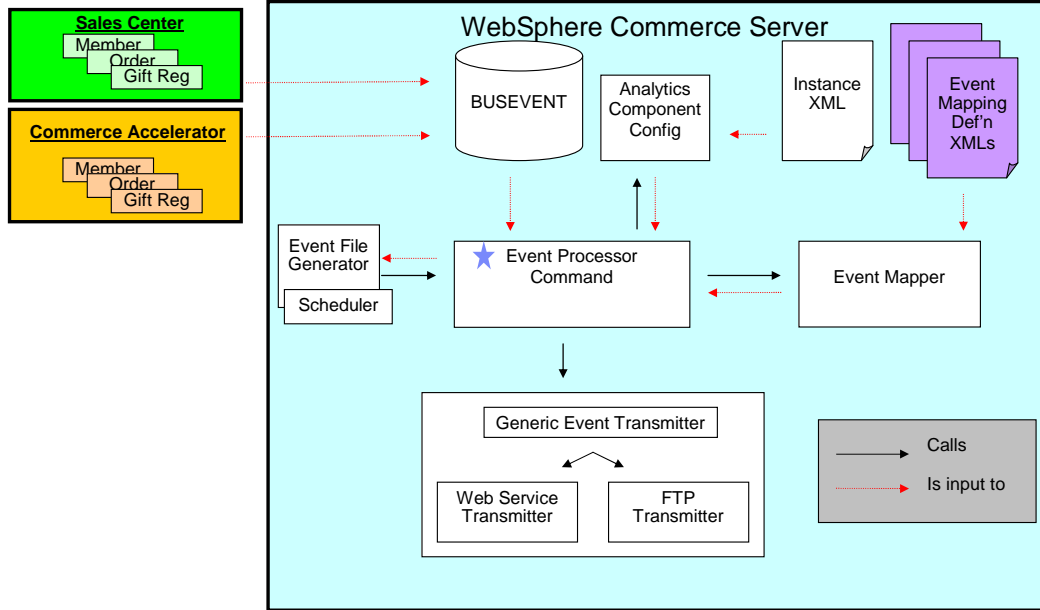 Sales Center
Member
Order
Gift Reg
Commerce Accelerator
Member
Order
Gift Reg
WebSphere Commerce Server
BUSEVENT
Analytics
Component
Config
Instance
XML
Event
Mapping
Def'n
XMLs
Event File
Generator
Scheduler
Event Processor
Command
Event Mapper
Generic Event Transmitter
Web Service
Transmitter
FTP
Transmitter
Calls
Is input to